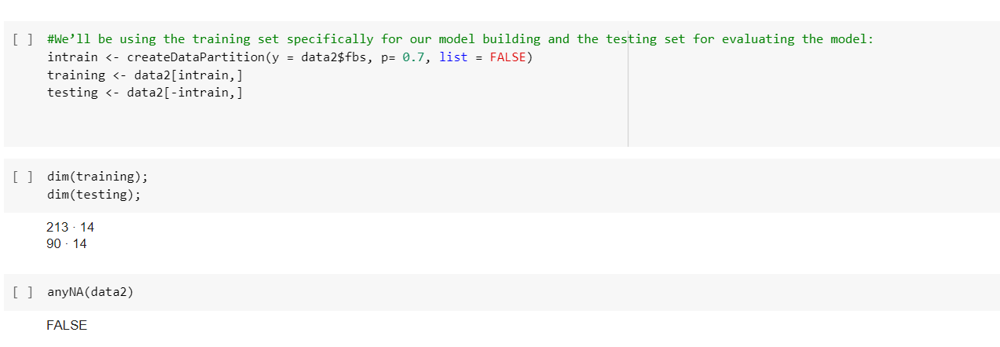 [ ] #We’ll be using the training set specifically for our model building and the testing set for evaluating the model:
intrain <- createDataPartition(y = data2$fbs, p= 0.7, list = FALSE)
training <- data2[intrain,]
testing <- data2[-intrain,]
[ ] dim(training);
dim(testing);
213 · 14
90 · 14
[ ] anyNA(data2)
FALSE